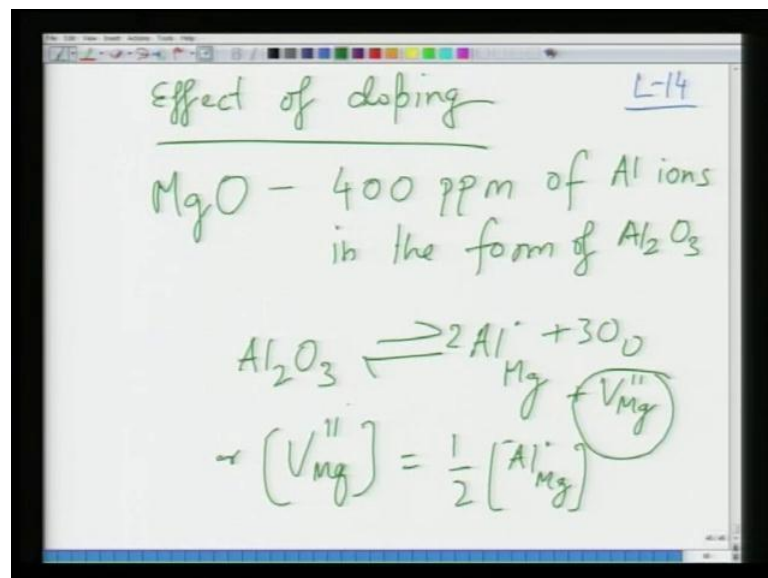 Effect of doping
L-14
MgO - 400 ppm of Al ions
in the form of Al2O3
Al2O3 ⇌ 2Al˙Mg + 3OO
+ V''Mg
or [V''Mg] = 1/2 [Al˙Mg]